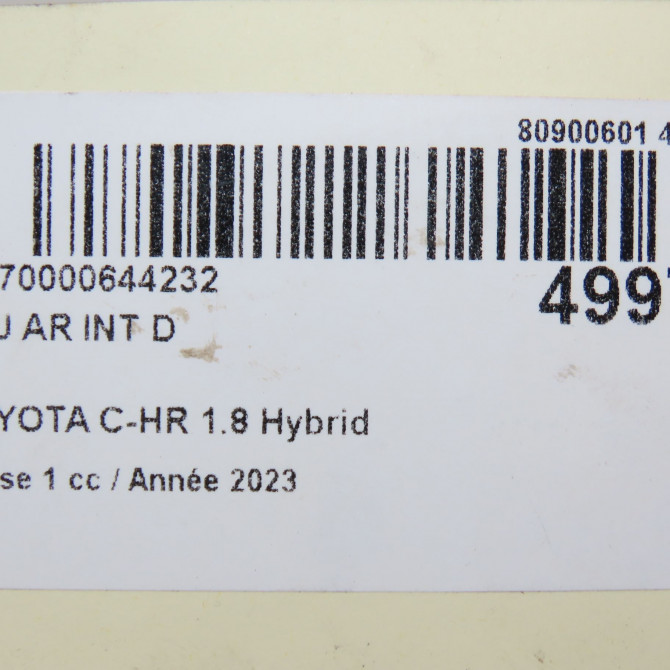 80900601 4
70000644232
499
U AR INT D
YOTA C-HR 1.8 Hybrid
se 1 cc / Année 2023